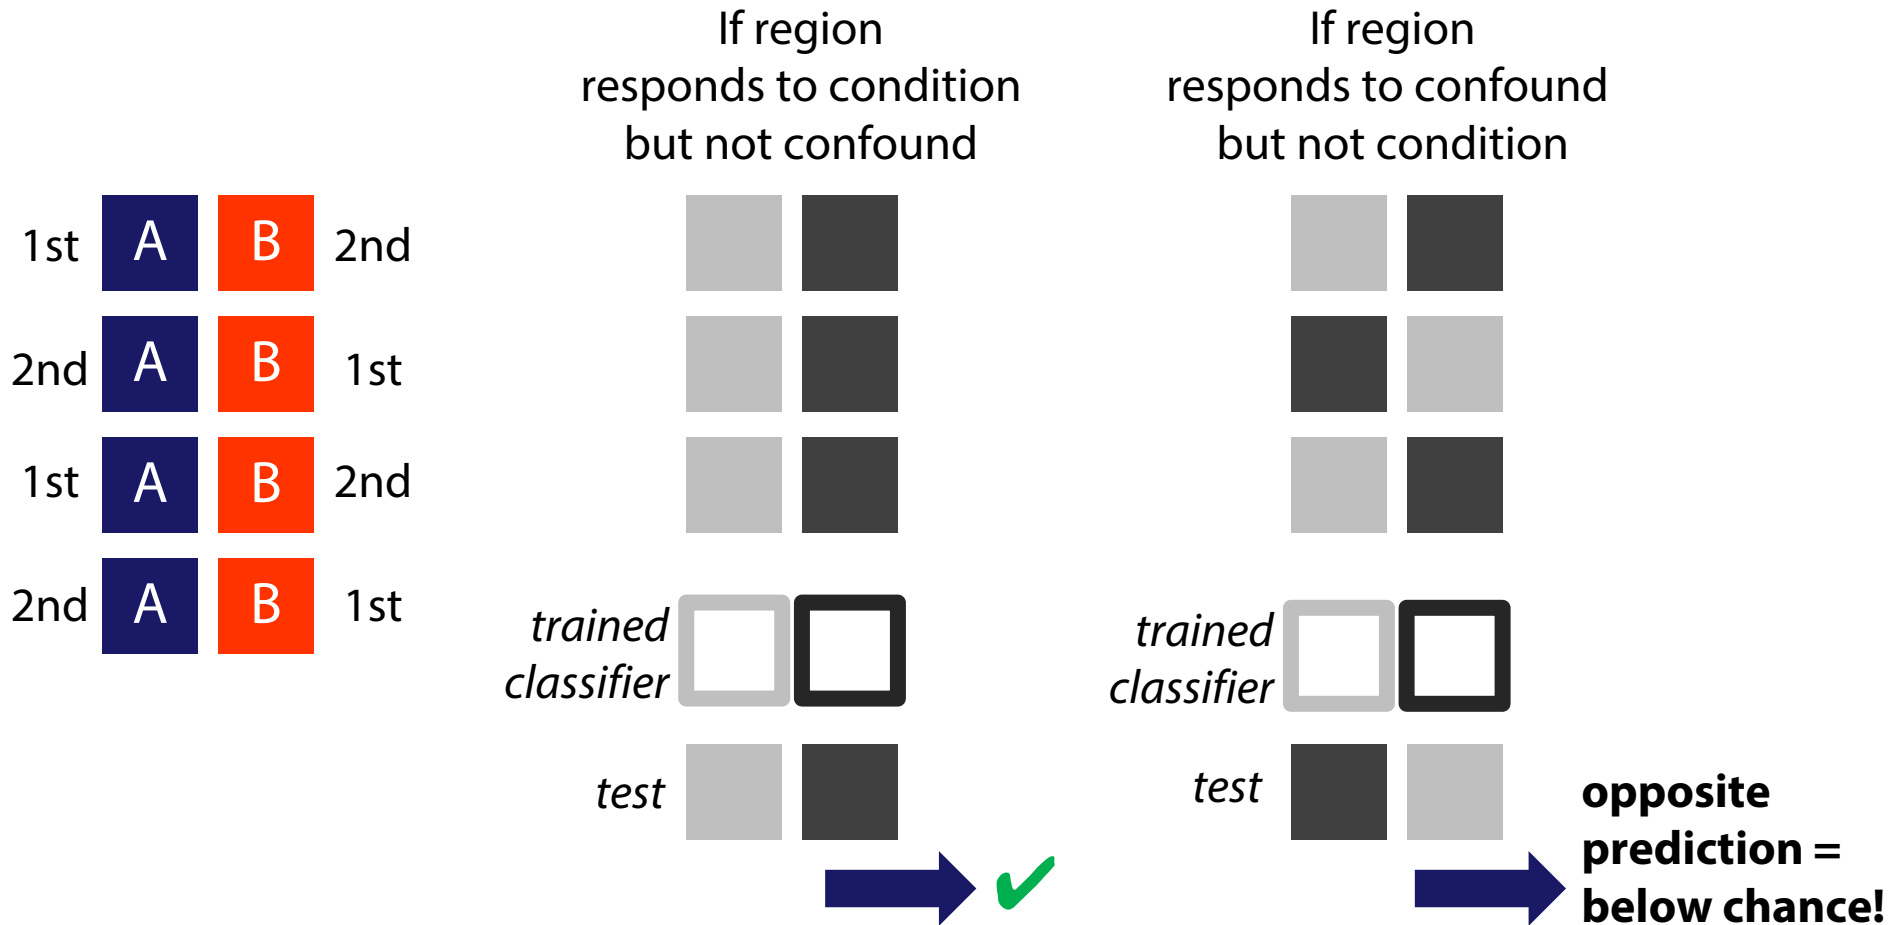 If region
responds to condition
but not confound
If region
responds to confound
but not condition
1st A B 2nd
2nd A B 1st
1st A B 2nd
2nd A B 1st
trained
classifier
test
trained
classifier
test
opposite
prediction =
below chance!